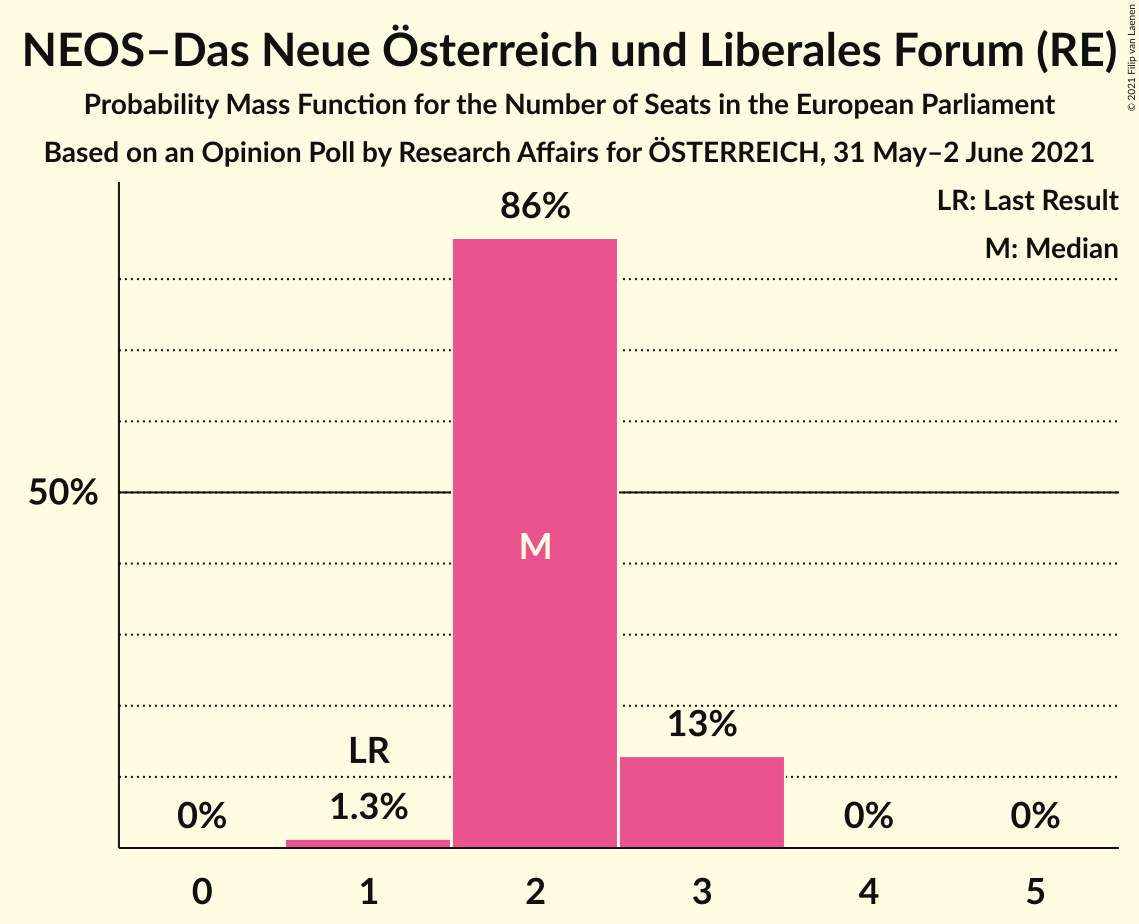 NEOS–Das Neue Österreich und Liberales Forum (RE)
Probability Mass Function for the Number of Seats in the European Parliament
Based on an Opinion Poll by Research Affairs for ÖSTERREICH, 31 May–2 June 2021
© 2021 Filip van Laenen
LR: Last Result
M: Median
86%
50%
M
13%
LR
1.3%
0%
0%
0%
0 1 2 3 4 5